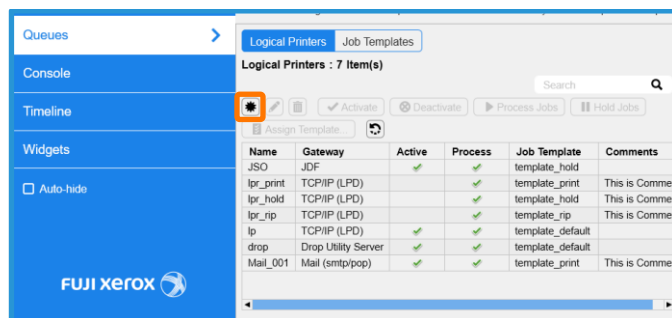 Queues
Console
Timeline
Widgets
Auto-hide
FUJI XEROX
Logical Printers Job Templates
Logical Printers : 7 Item(s)
Search
Activate Deactivate Process Jobs Hold Jobs
Assign Template...
Name Gateway Active Process Job Template Comments
JSO JDF template_hold
lpr_print TCP/IP (LPD) template_print This is Comme
lpr_hold TCP/IP (LPD) template_hold This is Comme
lpr_rip TCP/IP (LPD) template_rip This is Comme
lp TCP/IP (LPD) template_default
drop Drop Utility Server template_default
Mail_001 Mail (smtp/pop) template_print This is Comme